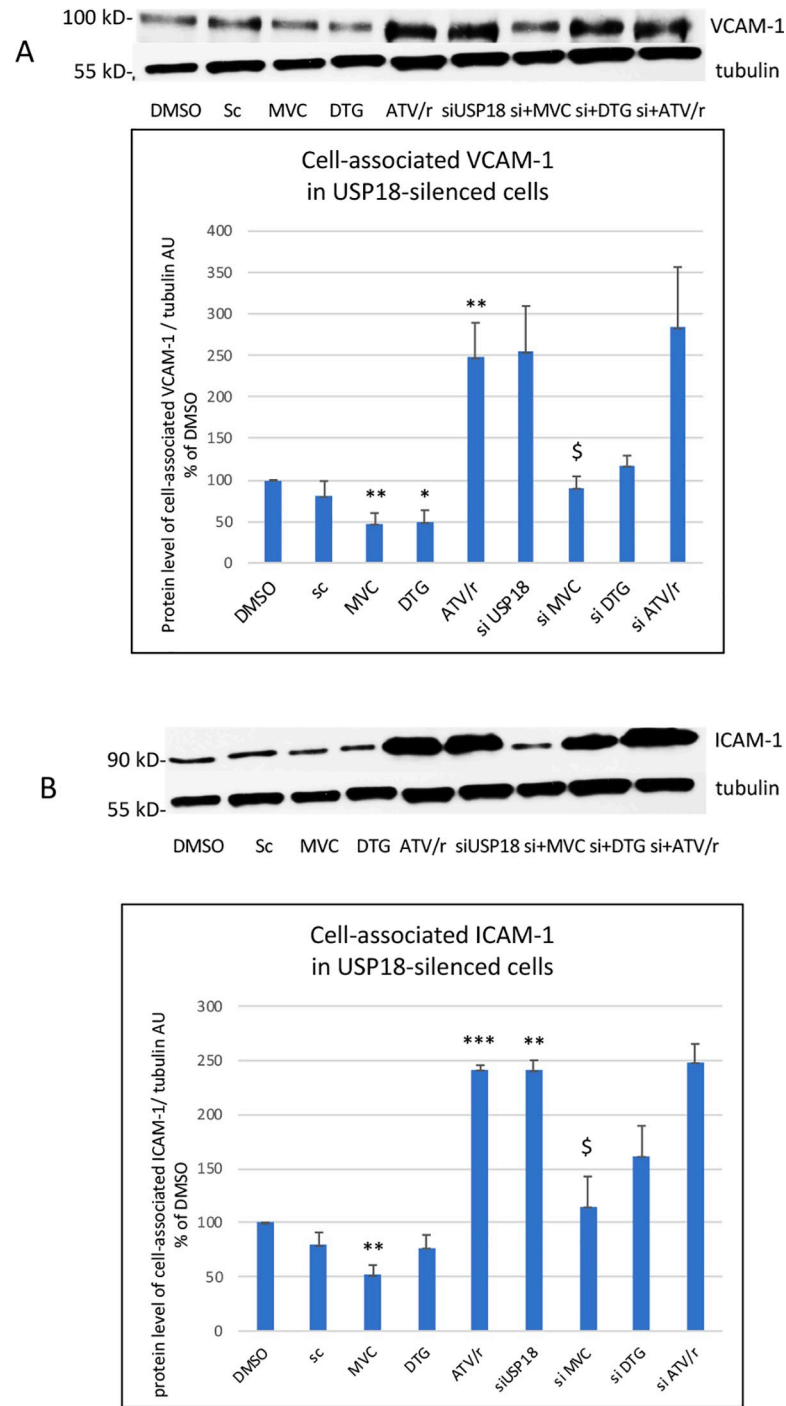 A
100 kD-
VCAM-1
55 kD-
tubulin
DMSO Sc MVC DTG ATV/r siUSP18 si+MVC si+DTG si+ATV/r
Cell-associated VCAM-1
in USP18-silenced cells
Protein level of cell-associated VCAM-1 / tubulin AU
% of DMSO
400
350
300
250
200
150
100
50
0
** * ** $
DMSO sc MVC DTG ATV/r si USP18 si MVC si DTG si ATV/r
B
90 kD-
ICAM-1
55 kD-
tubulin
DMSO Sc MVC DTG ATV/r siUSP18 si+MVC si+DTG si+ATV/r
Cell-associated ICAM-1
in USP18-silenced cells
protein level of cell-associated ICAM-1/ tubulin AU
% of DMSO
300
250
200
150
100
50
0
** *** ** $
DMSO sc MVC DTG ATV/r siUSP18 si MVC si DTG si ATV/r